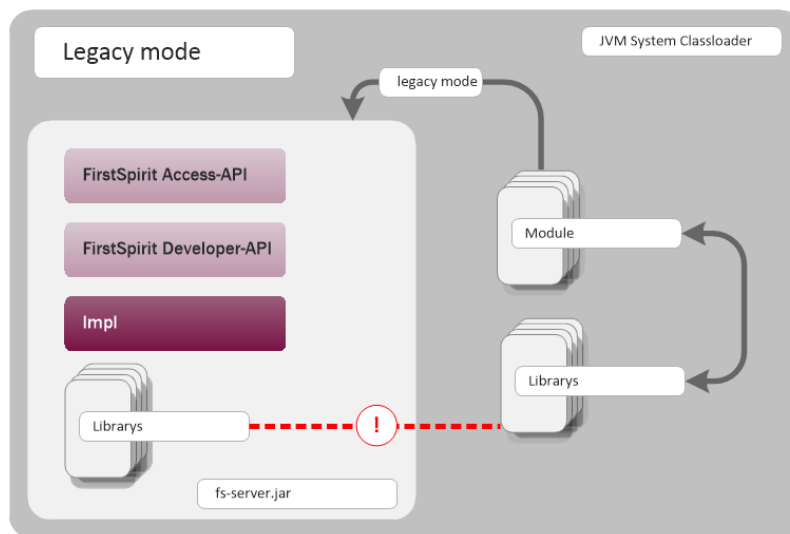 Legacy mode
JVM System Classloader
legacy mode
FirstSpirit Access-API
FirstSpirit Developer-API
Module
Impl
Librarys
Librarys
!
fs-server.jar